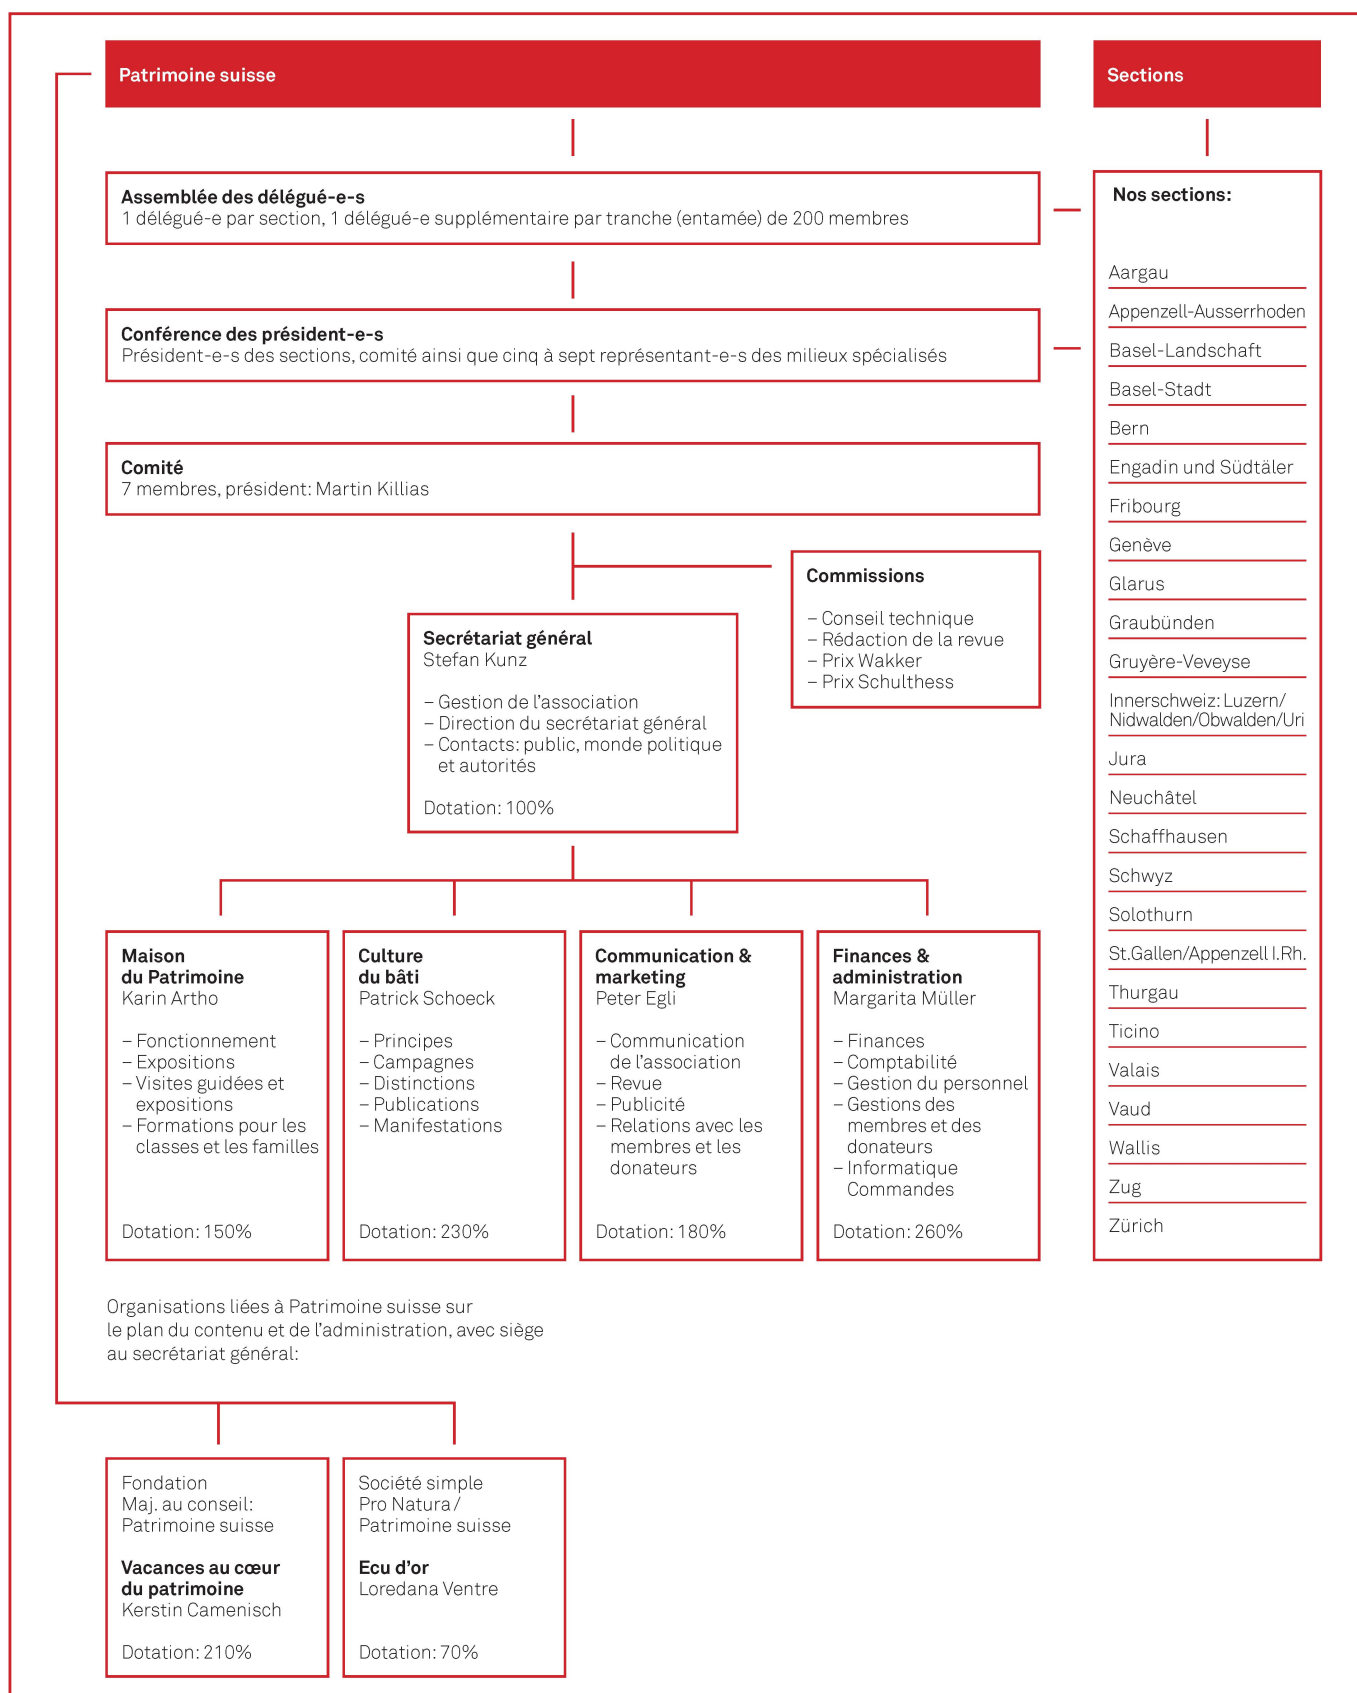 Patrimoine suisse
Assemblée des délégué-e-s
1 délégué-e par section, 1 délégué-e supplémentaire par tranche (entamée) de 200 membres
Conférence des président-e-s
Président-e-s des sections, comité ainsi que cinq à sept représentant-e-s des milieux spécialisés
Comité
7 membres, président: Martin Killias
Commissions
– Conseil technique
– Rédaction de la revue
– Prix Wakker
– Prix Schulthess
Secrétariat général
Stefan Kunz
– Gestion de l’association
– Direction du secrétariat général
– Contacts: public, monde politique
et autorités
Dotation: 100%
Maison
du Patrimoine
Karin Artho
– Fonctionnement
– Expositions
– Visites guidées et
expositions
– Formations pour les
classes et les familles
Dotation: 150%
Culture
du bâti
Patrick Schoeck
– Principes
– Campagnes
– Distinctions
– Publications
– Manifestations
Dotation: 230%
Communication &
marketing
Peter Egli
– Communication
de l’association
– Revue
– Publicité
– Relations avec les
membres et les
donateurs
Dotation: 180%
Finances &
administration
Margarita Müller
– Finances
– Comptabilité
– Gestion du personnel
– Gestions des
membres et des
donateurs
– Informatique
Commandes
Dotation: 260%
Sections
Nos sections:
Aargau
Appenzell-Ausserrhoden
Basel-Landschaft
Basel-Stadt
Bern
Engadin und Südtäler
Fribourg
Genève
Glarus
Graubünden
Gruyère-Veveyse
Innerschweiz: Luzern/
Nidwalden/Obwalden/Uri
Jura
Neuchâtel
Schaffhausen
Schwyz
Solothurn
St.Gallen/Appenzell I.Rh.
Thurgau
Ticino
Valais
Vaud
Wallis
Zug
Zürich
Organisations liées à Patrimoine suisse sur
le plan du contenu et de l’administration, avec siège
au secrétariat général:
Fondation
Maj. au conseil:
Patrimoine suisse
Vacances au cœur
du patrimoine
Kerstin Camenisch
Dotation: 210%
Société simple
Pro Natura /
Patrimoine suisse
Ecu d’or
Loredana Ventre
Dotation: 70%